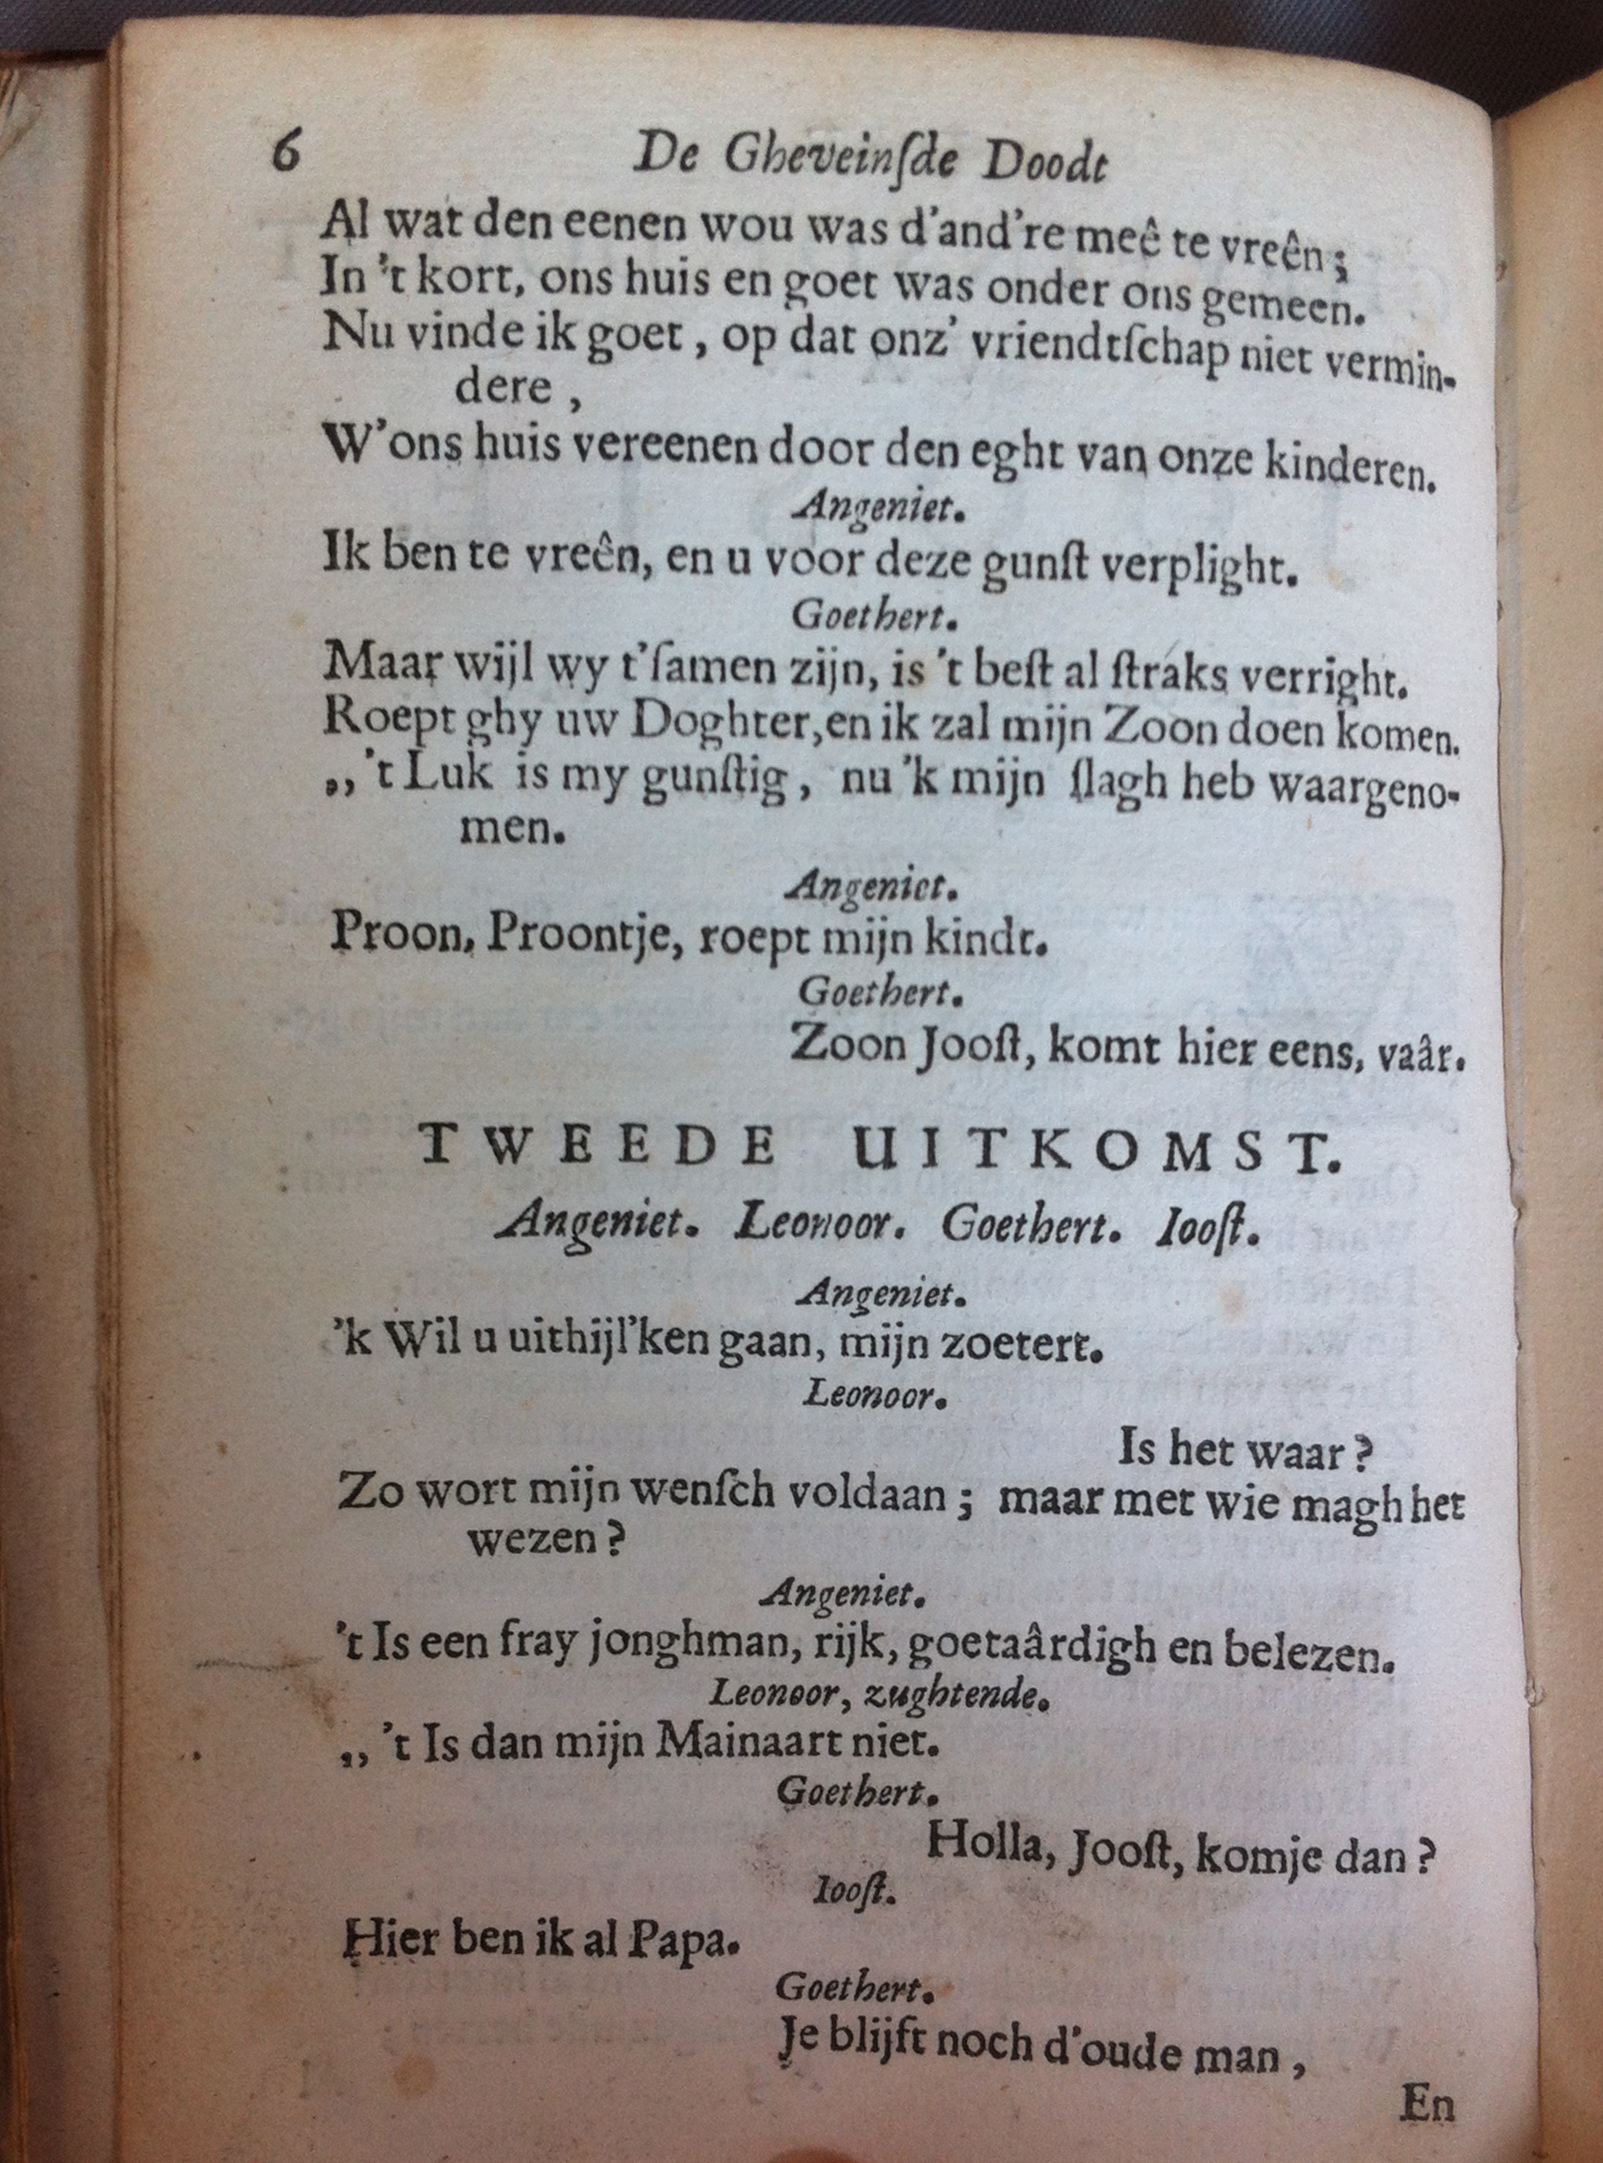 6 De Gheveinſde Doodt
Al wat den eenen wou was d'and're meê te vreên;
In 't kort, ons huis en goet was onder ons gemeen.
Nu vinde ik goet, op dat onz' vriendtſchap niet vermin-
dere,
W'ons huis vereenen door den eght van onze kinderen.
Angeniet.
Ik ben te vreên, en u voor deze gunſt verplight.
Goethert.
Maar wijl wy t'ſamen zijn, is 't beſt al ſtraks verright.
Roept ghy uw Doghter, en ik zal mijn Zoon doen komen.
,, 't Luk is my gunſtig, nu 'k mijn ſlagh heb waargeno-
men.
Angeniet.
Proon, Proontje, roept mijn kindt.
Goethert.
Zoon Jooſt, komt hier eens, vaâr.
TWEEDE UITKOMST.
Angeniet. Leonoor. Goethert. Iooſt.
Angeniet.
'k Wil u uithijl'ken gaan, mijn zoetert.
Leonoor.
Is het waar?
Zo wort mijn wenſch voldaan; maar met wie magh het
wezen?
Angeniet.
't Is een fray jonghman, rijk, goetaârdigh en belezen.
Leonoor, zughtende.
,, 't Is dan mijn Mainaart niet.
Goethert.
Holla, Jooſt, komje dan?
Iooſt.
Hier ben ik al Papa.
Goethert.
Je blijft noch d'oude man,
En